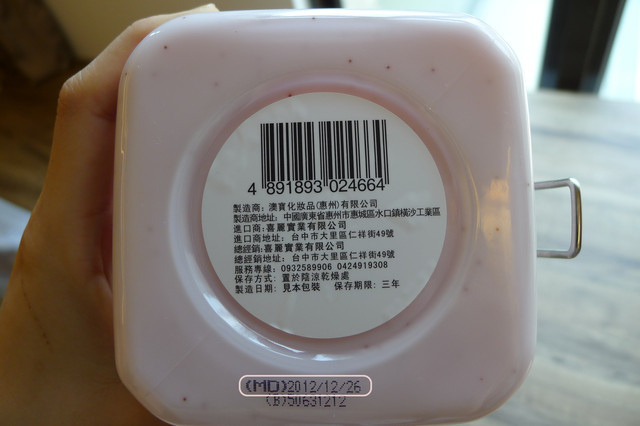 4 891893 024664
製造商: 澳寶化妝品(惠州)有限公司
製造商地址: 中國廣東省惠州市惠城區水口鎮橫沙工業區
進口商:喜麗實業有限公司
進口商地址: 台中市大里區仁祥街49號
總經銷:喜麗實業有限公司
總經銷地址: 台中市大里區仁祥街49號
服務專線: 0932589906 0424919308
保存方式: 置於陰涼乾燥處
製造日期: 見本包裝 保存期限: 三年
(MD)2012/12/26
(B)50631212